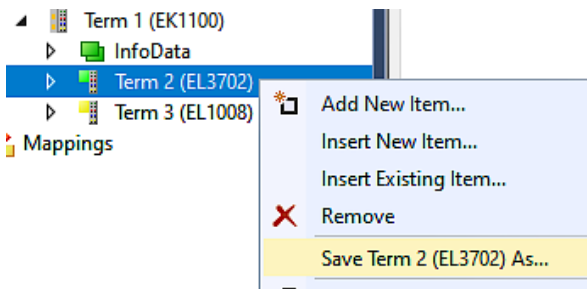 Term 1 (EK1100)
InfoData
Term 2 (EL3702)
Term 3 (EL1008)
Mappings
Add New Item...
Insert New Item...
Insert Existing Item...
Remove
Save Term 2 (EL3702) As...